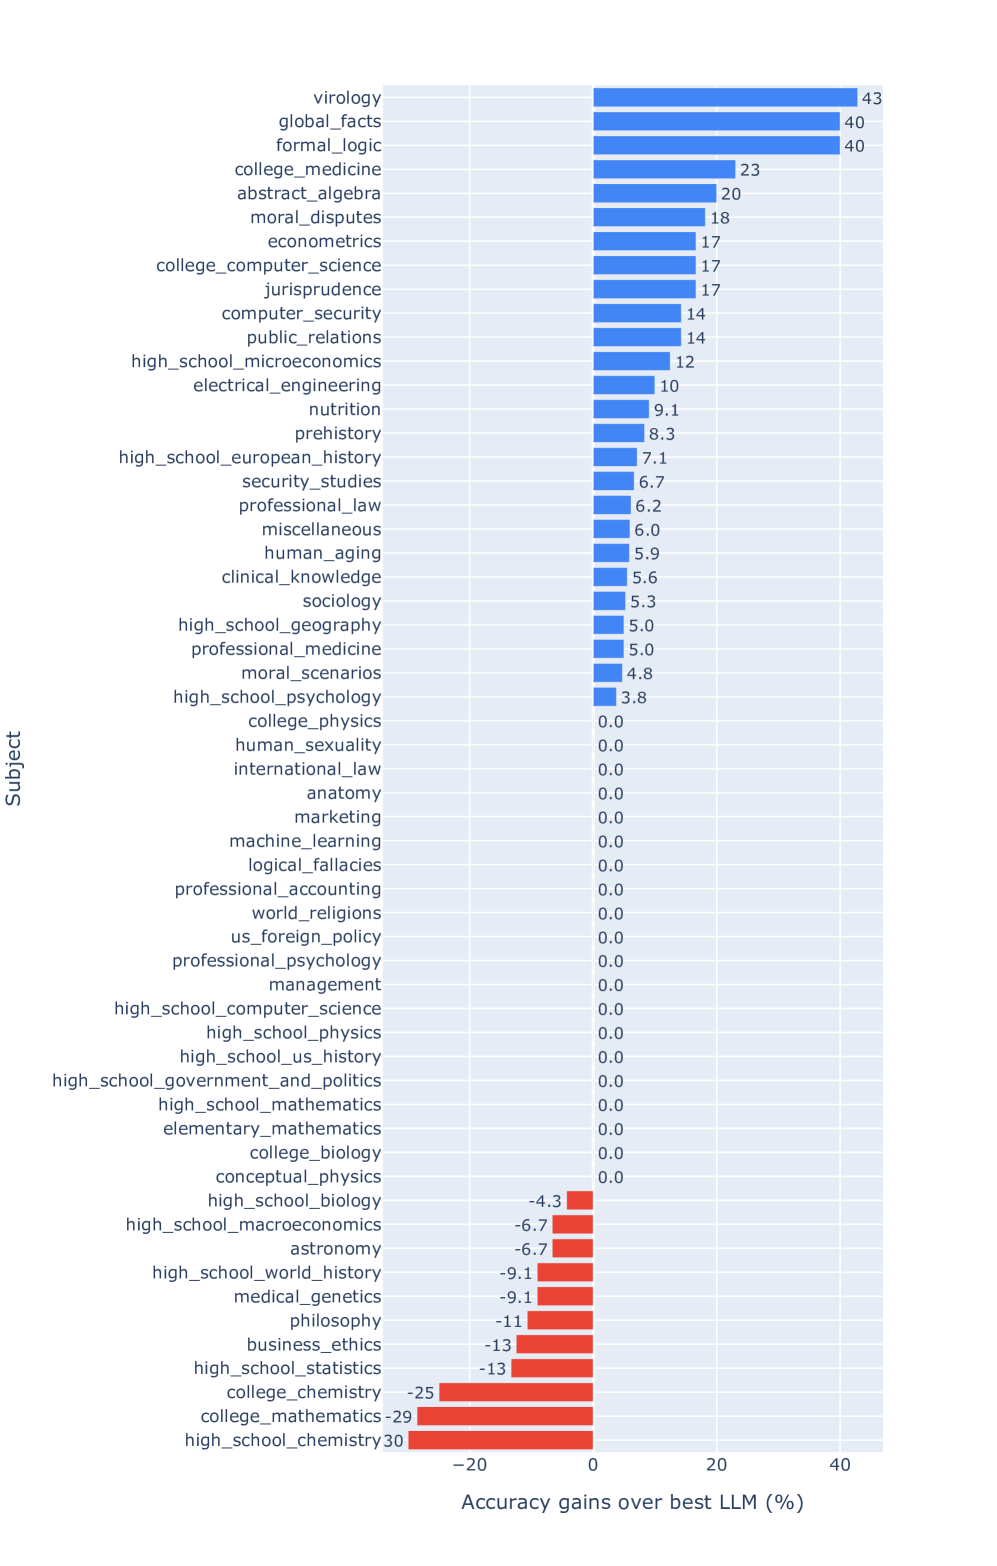 virology 43
global_facts 40
formal_logic 40
college_medicine 23
abstract_algebra 20
moral_disputes 18
econometrics 17
college_computer_science 17
jurisprudence 17
computer_security 14
public_relations 14
high_school_microeconomics 12
electrical_engineering 10
nutrition 9.1
prehistory 8.3
high_school_european_history 7.1
security_studies 6.7
professional_law 6.2
miscellaneous 6.0
human_aging 5.9
clinical_knowledge 5.6
sociology 5.3
high_school_geography 5.0
professional_medicine 5.0
moral_scenarios 4.8
high_school_psychology 3.8
college_physics 0.0
human_sexuality 0.0
international_law 0.0
anatomy 0.0
marketing 0.0
machine_learning 0.0
logical_fallacies 0.0
professional_accounting 0.0
world_religions 0.0
us_foreign_policy 0.0
professional_psychology 0.0
management 0.0
high_school_computer_science 0.0
high_school_physics 0.0
high_school_us_history 0.0
high_school_government_and_politics 0.0
high_school_mathematics 0.0
elementary_mathematics 0.0
college_biology 0.0
conceptual_physics 0.0
high_school_biology -4.3
high_school_macroeconomics -6.7
astronomy -6.7
high_school_world_history -9.1
medical_genetics -9.1
philosophy -11
business_ethics -13
high_school_statistics -13
college_chemistry -25
college_mathematics -29
high_school_chemistry 30
−20 0 20 40
Accuracy gains over best LLM (%)
Subject